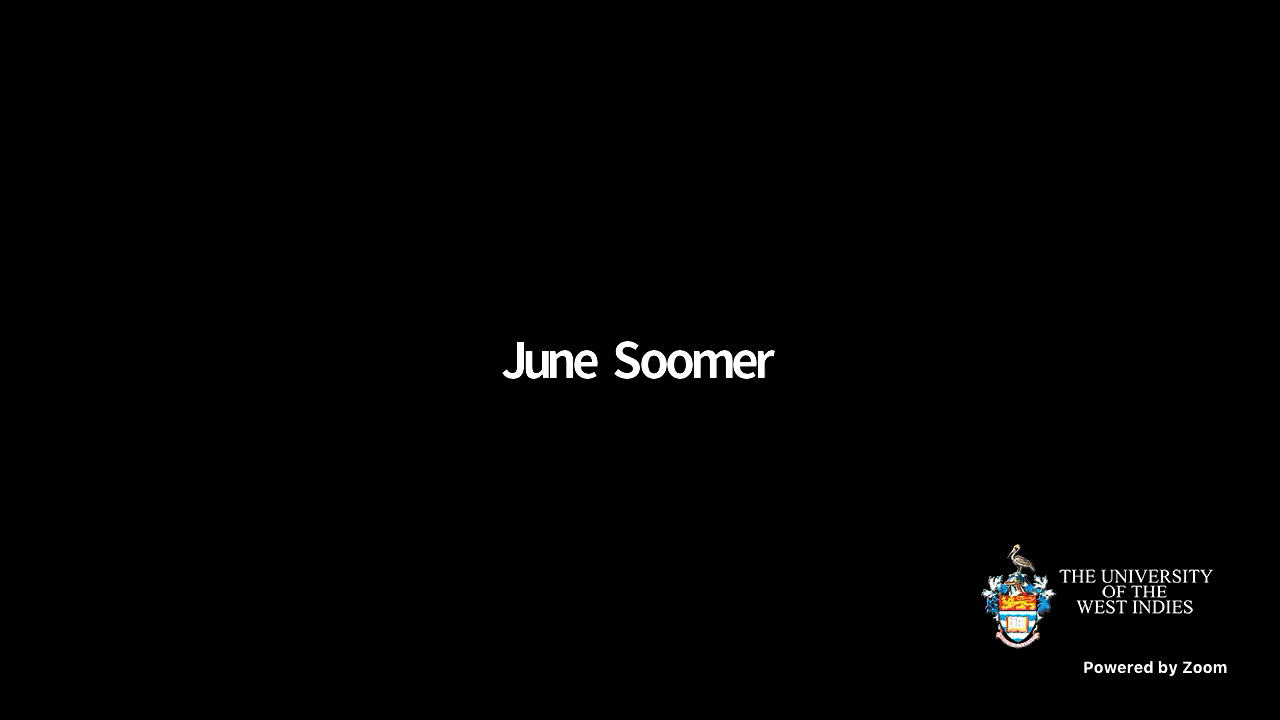 June Soomer
THE UNIVERSITY
OF THE
WEST INDIES
Powered by Zoom